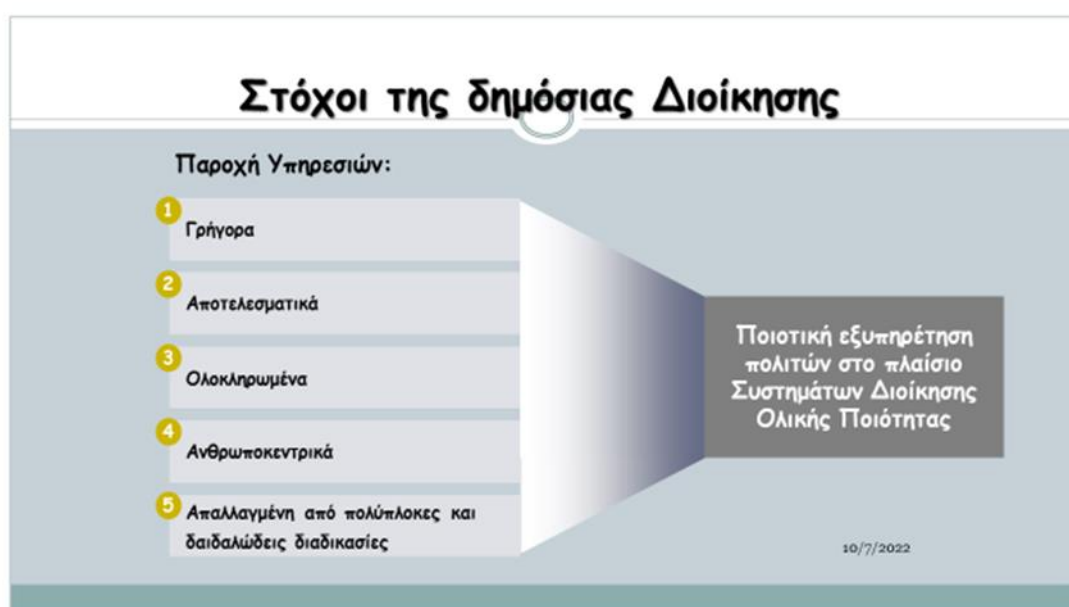 Στόχοι της δημόσιας Διοίκησης
Παροχή Υπηρεσιών:
1
Γρήγορα
2
Αποτελεσματικά
3
Ολοκληρωμένα
4
Ανθρωποκεντρικά
5
Απαλλαγμένη από πολύπλοκες και
δαιδαλώδεις διαδικασίες
Ποιοτική εξυπηρέτηση
πολιτών στο πλαίσιο
Συστημάτων Διοίκησης
Ολικής Ποιότητας
10/7/2022